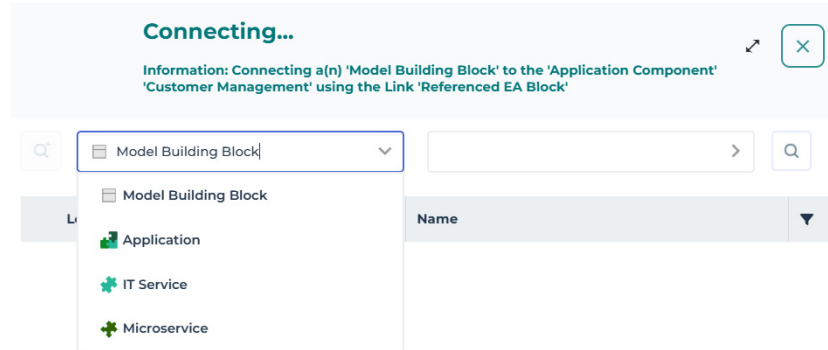 Connecting...
Information: Connecting a(n) 'Model Building Block' to the 'Application Component'
'Customer Management' using the Link 'Referenced EA Block'
Model Building Block
Model Building Block
Name
Application
IT Service
Microservice